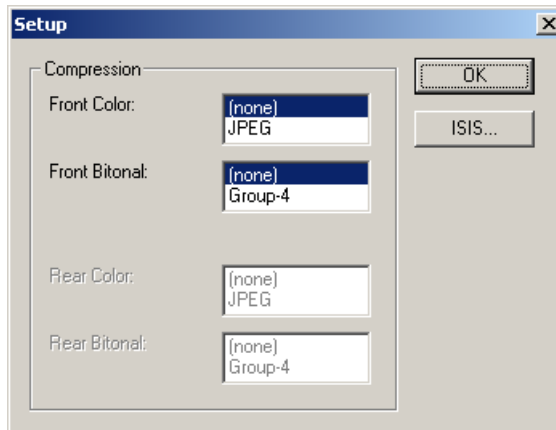 Setup
Compression
OK
Front Color:
(none)
JPEG
ISIS...
Front Bitonal:
(none)
Group-4
Rear Color:
(none)
JPEG
Rear Bitonal:
(none)
Group-4